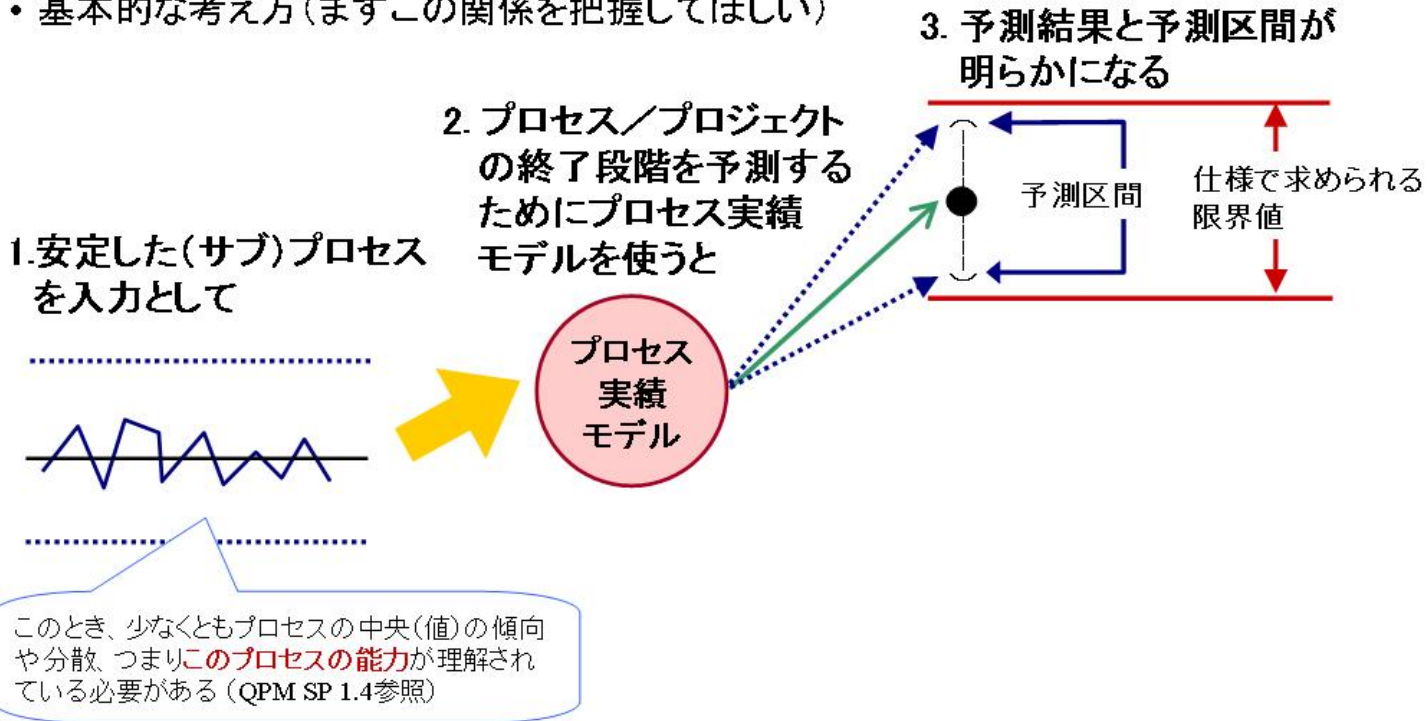 • 基本的な考え方(まずこの関係を把握してほしい)
3. 予測結果と予測区間が
明らかになる
2. プロセス／プロジェクト
の終了段階を予測する
ためにプロセス実績
モデルを使うと
1.安定した(サブ)プロセス
を入力として
予測区間
仕様で求められる
限界値
プロセス
実績
モデル
このとき、少なくともプロセスの中央(値)の傾向
や分散、つまりこのプロセスの能力が理解され
ている必要がある（QPM SP 1.4参照）